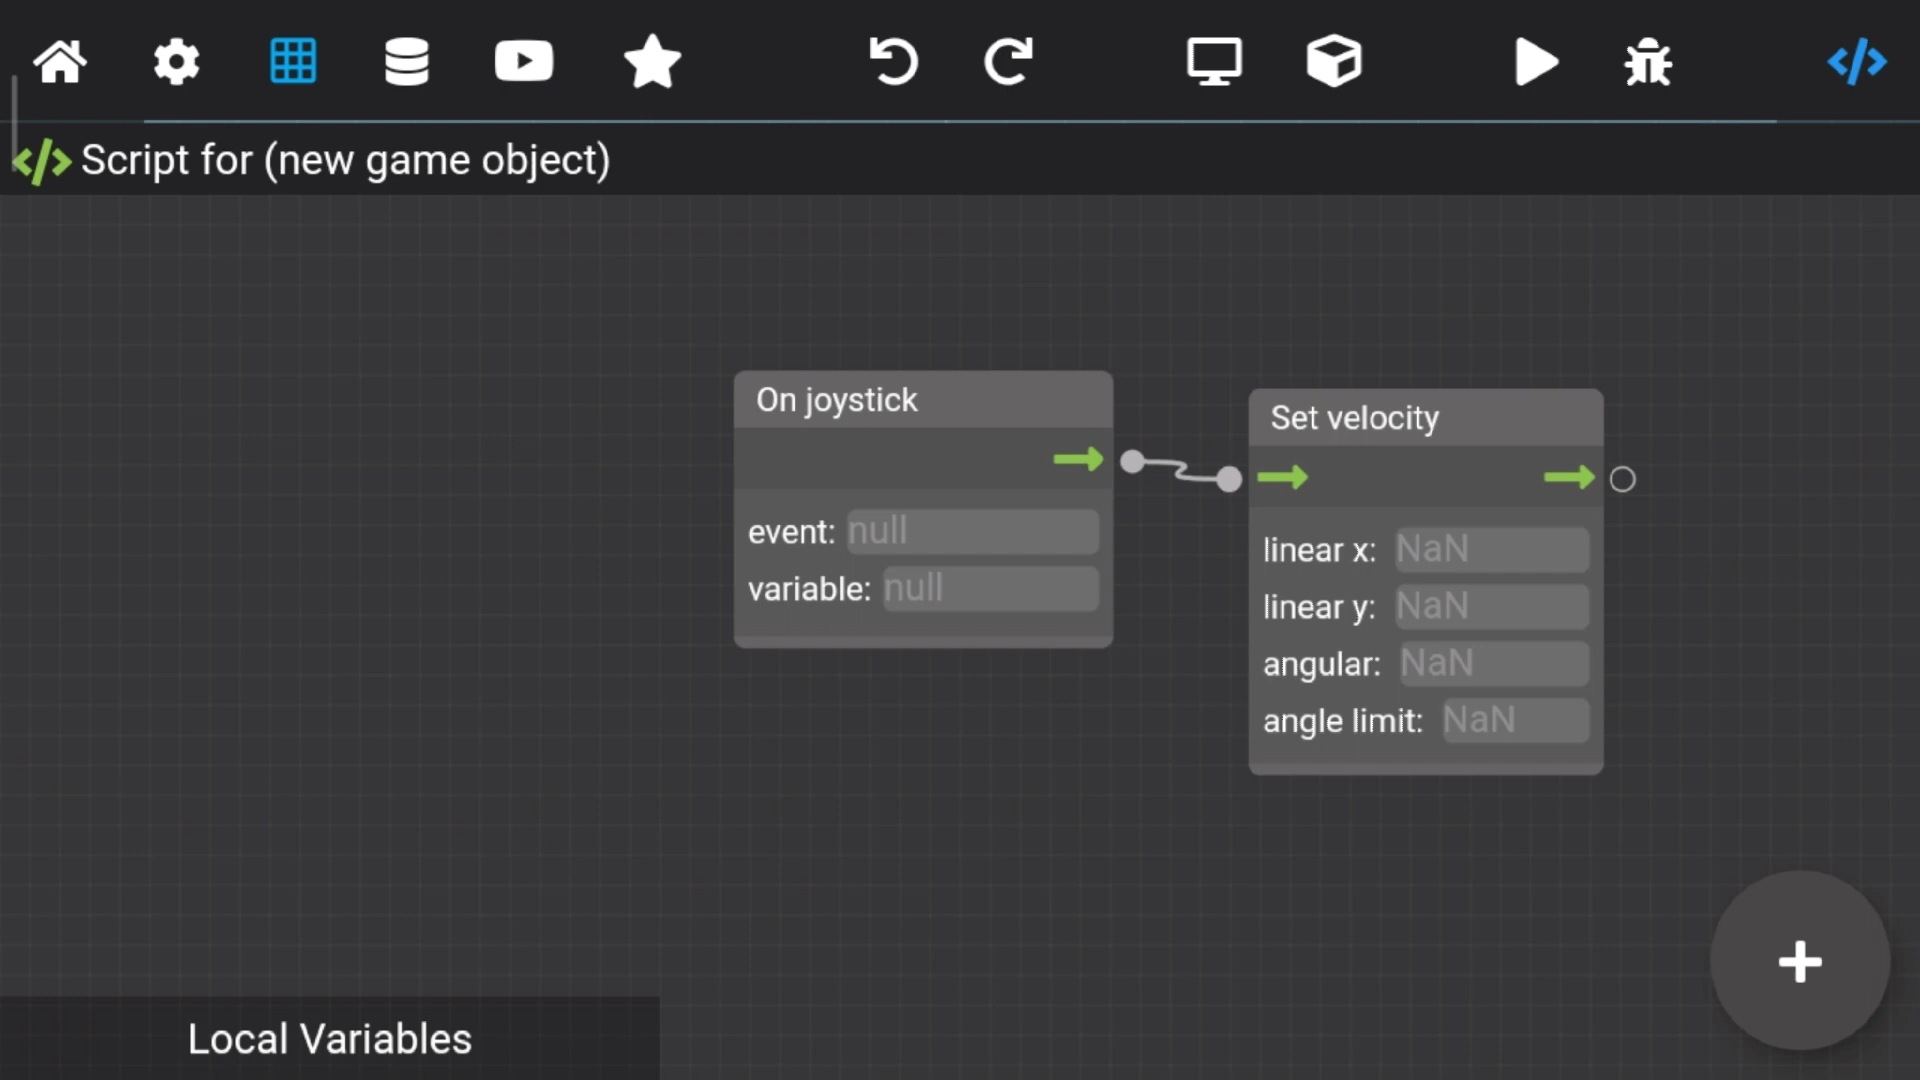 Script for (new game object)
On joystick
event: null
variable: null
Set velocity
linear x: NaN
linear y: NaN
angular: NaN
angle limit: NaN
Local Variables